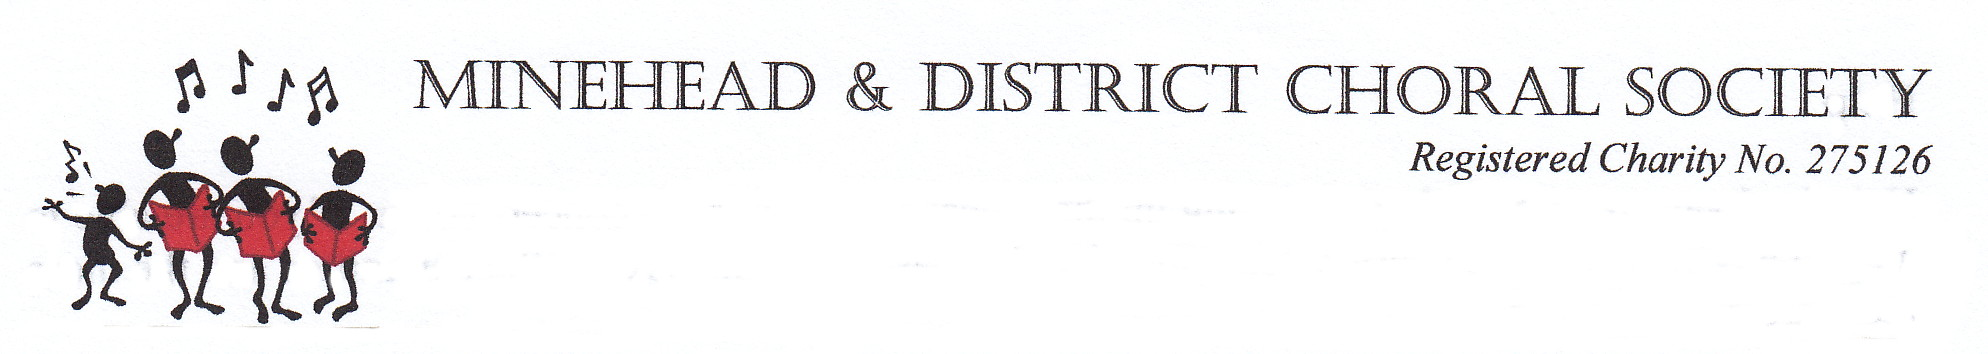 MINEHEAD & DISTRICT CHORAL SOCIETY
Registered Charity No. 275126